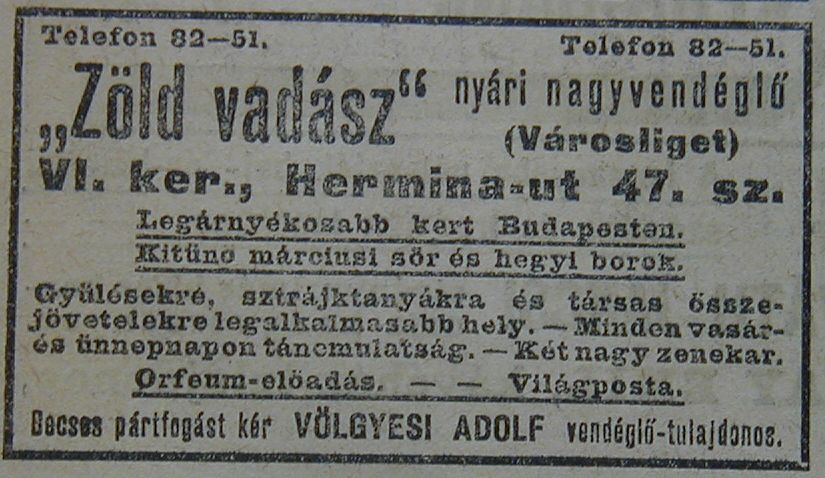 Telefon 82—51. Telefon 82—51.
„Zöld vadász“ nyári nagyvendéglő
(Városliget)
VI. ker., Hermina-ut 47. sz.
Legárnyékosabb kert Budapesten.
Kitünő márciusi sör és hegyi borok.
Gyülésekre, sztrájktanyákra és társas össze-
jövetelekre legalkalmasabb hely. — Minden vasár-
és ünnepnapon táncmulatság. — Két nagy zenekar.
Orfeum-előadás. — — Világposta.
Becses pártfogást kér VÖLGYESI ADOLF vendéglő-tulajdonos.